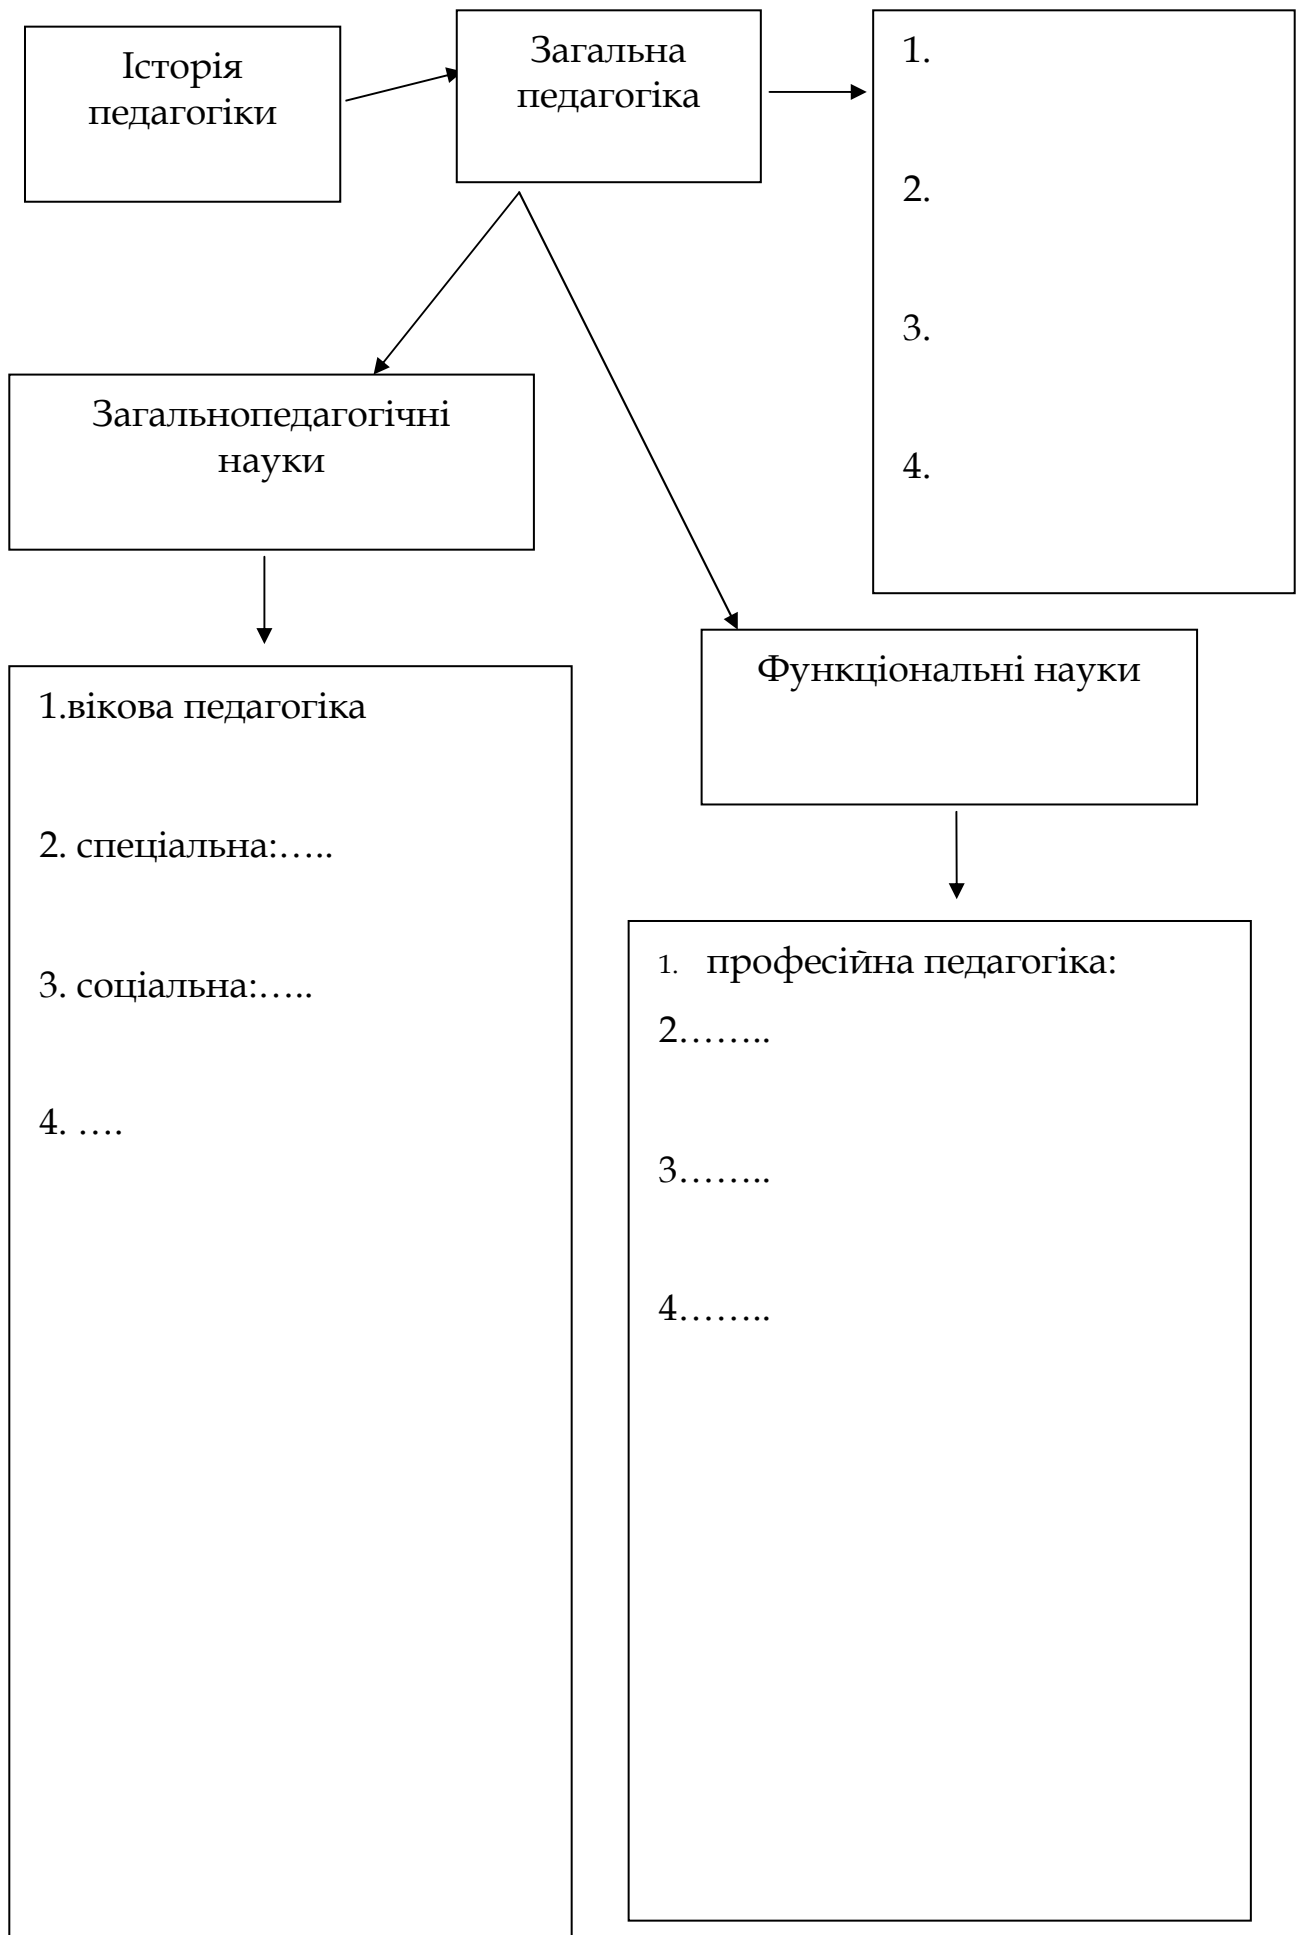 Історія
педагогіки
Загальна
педагогіка
1.
2.
3.
4.
Загальнопедагогічні
науки
Функціональні науки
1.вікова педагогіка
2. спеціальна:.....
3. соціальна:.....
4. ....
1. професійна педагогіка:
2……..
3……..
4……..